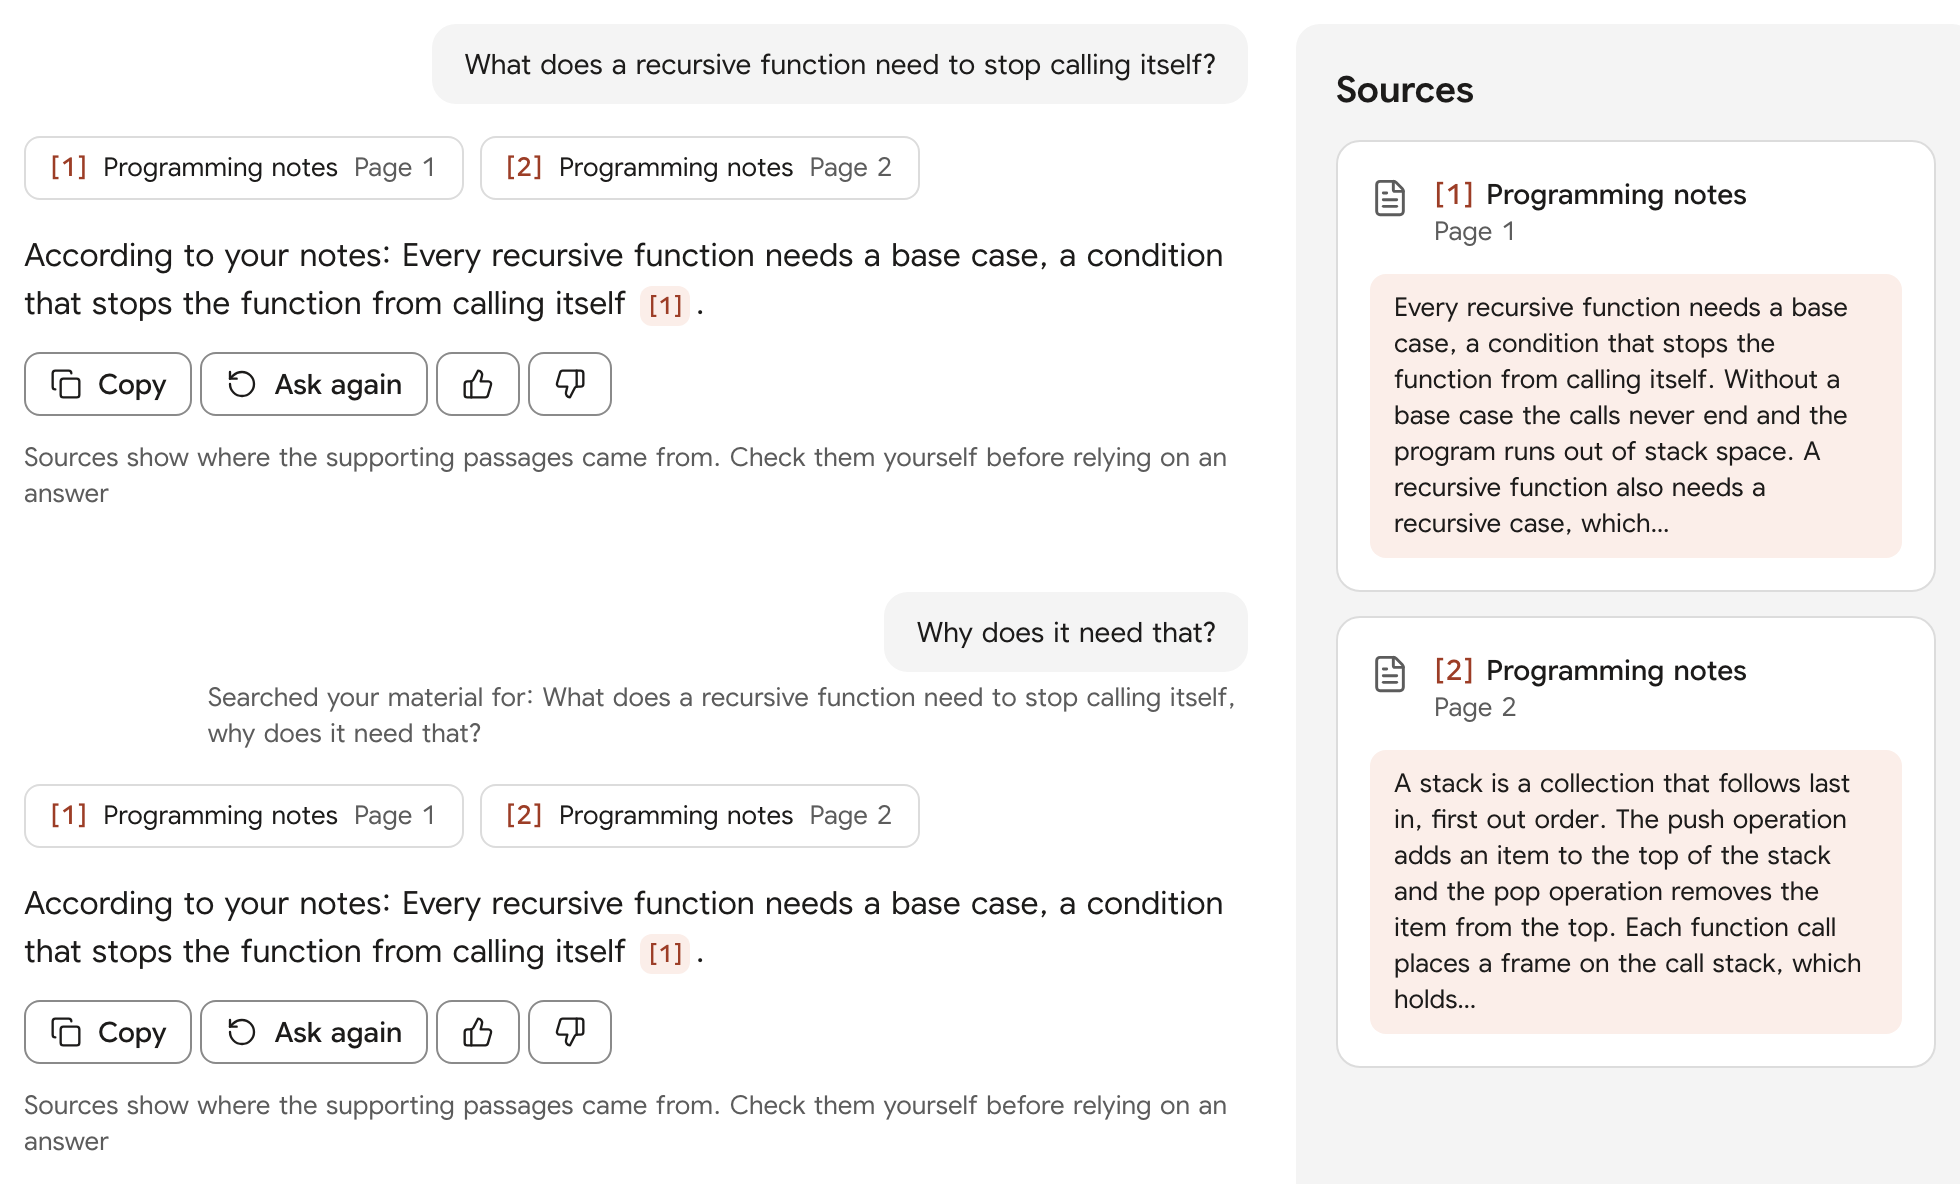 What does a recursive function need to stop calling itself?
[1] Programming notes Page 1
[2] Programming notes Page 2
According to your notes: Every recursive function needs a base case, a condition
that stops the function from calling itself [1] .
Copy
Ask again
Sources show where the supporting passages came from. Check them yourself before relying on an
answer
Why does it need that?
Searched your material for: What does a recursive function need to stop calling itself,
why does it need that?
[1] Programming notes Page 1
[2] Programming notes Page 2
According to your notes: Every recursive function needs a base case, a condition
that stops the function from calling itself [1] .
Copy
Ask again
Sources show where the supporting passages came from. Check them yourself before relying on an
answer
Sources
[1] Programming notes
Page 1
Every recursive function needs a base
case, a condition that stops the
function from calling itself. Without a
base case the calls never end and the
program runs out of stack space. A
recursive function also needs a
recursive case, which...
[2] Programming notes
Page 2
A stack is a collection that follows last
in, first out order. The push operation
adds an item to the top of the stack
and the pop operation removes the
item from the top. Each function call
places a frame on the call stack, which
holds...